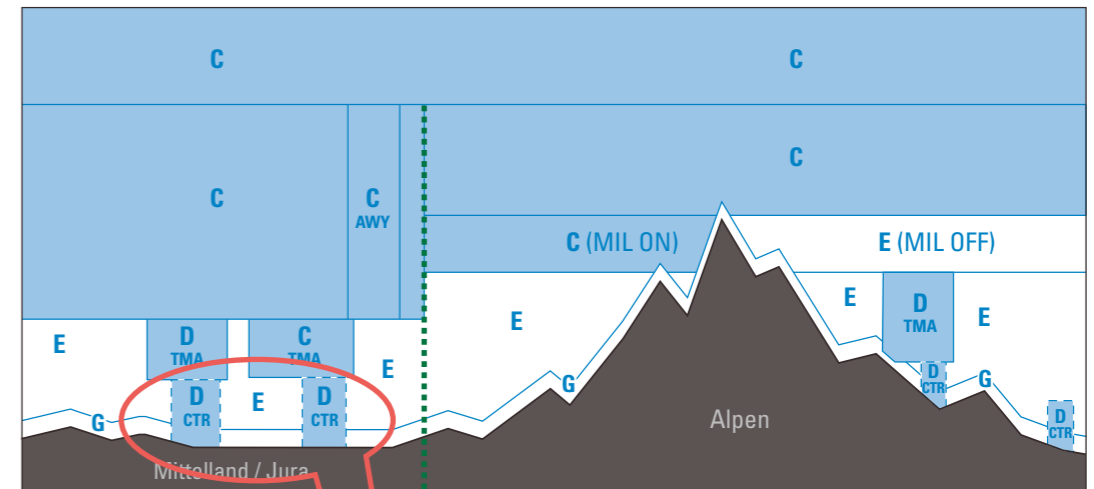 C
C
C
C
C
AWY
C (MIL ON)
E (MIL OFF)
E
D
TMA
C
TMA
E
E
E
D
TMA
E
D
CTR
E
D
CTR
G
G
D
CTR
G
D
CTR
Alpen
Mittelland / Jura